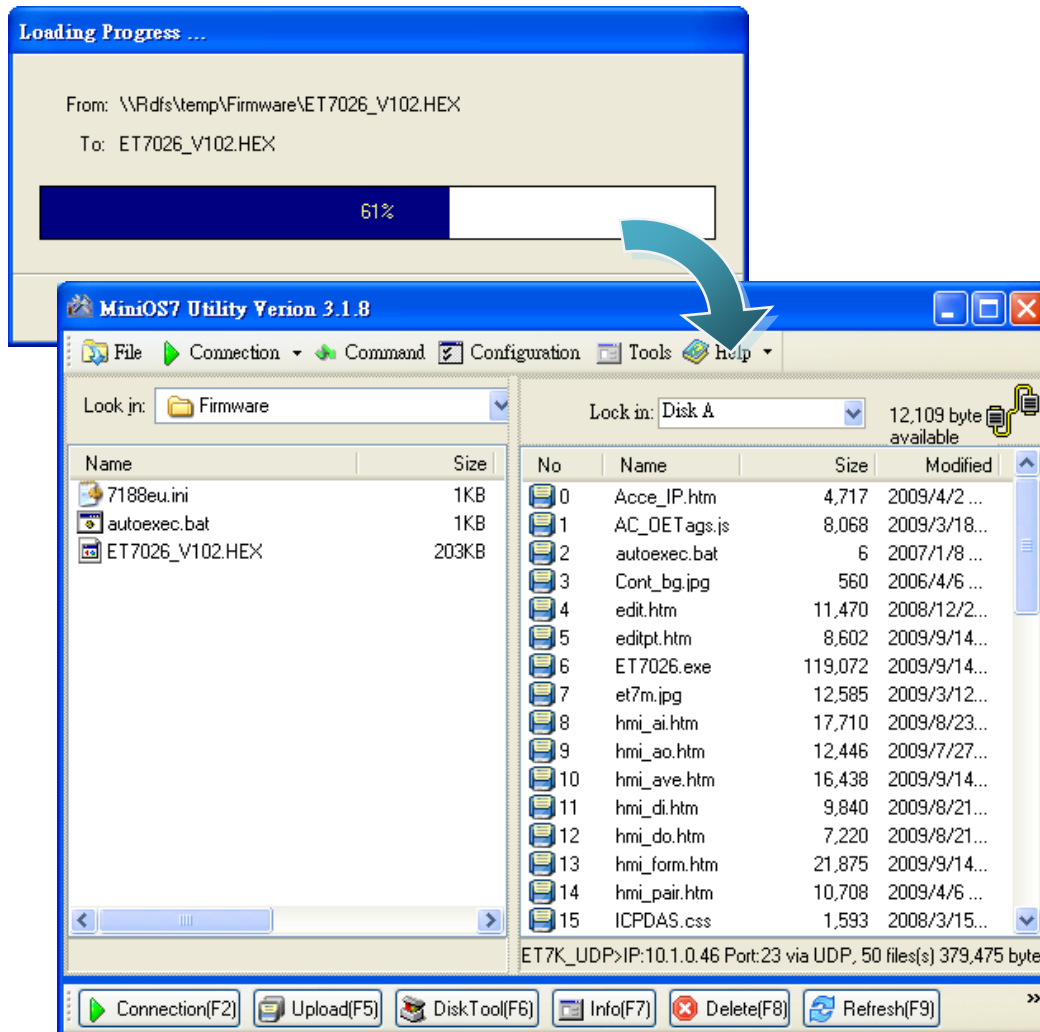 Loading Progress ...
From: \\Rdfs\temp\Firmware\ET7026_V102.HEX
To: ET7026_V102.HEX
61%
MiniOS7 Utility Verion 3.1.8
File Connection Command Configuration Tools Help
Look in: Firmware
Lock in: Disk A 12,109 byte available
Name Size
7188eu.ini 1KB
autoexec.bat 1KB
ET7026_V102.HEX 203KB
No Name Size Modified
0 Acce_IP.htm 4,717 2009/4/2 ...
1 AC_OETags.js 8,068 2009/3/18...
2 autoexec.bat 6 2007/1/8 ...
3 Cont_bg.jpg 560 2006/4/6 ...
4 edit.htm 11,470 2008/12/2...
5 editpt.htm 8,602 2009/9/14...
6 ET7026.exe 119,072 2009/9/14...
7 et7m.jpg 12,585 2009/3/12...
8 hmi_ai.htm 17,710 2009/8/23...
9 hmi_ao.htm 12,446 2009/7/27...
10 hmi_ave.htm 16,438 2009/9/14...
11 hmi_di.htm 9,840 2009/8/21...
12 hmi_do.htm 7,220 2009/8/21...
13 hmi_form.htm 21,875 2009/9/14...
14 hmi_pair.htm 10,708 2009/4/6 ...
15 ICPDAS.css 1,593 2008/3/15...
ET7K_UDP>IP:10.1.0.46 Port:23 via UDP, 50 files(s) 379,475 byte
Connection(F2) Upload(F5) DiskTool(F6) Info(F7) Delete(F8) Refresh(F9) »